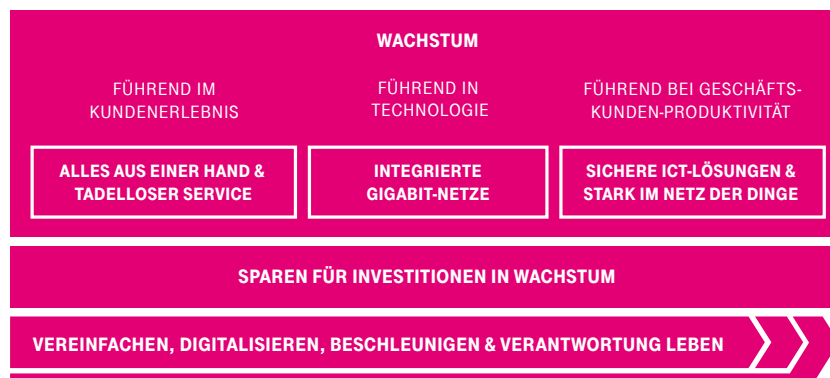 WACHSTUM
FÜHREND IM
KUNDENERLEBNIS
FÜHREND IN
TECHNOLOGIE
FÜHREND BEI GESCHÄFTS-
KUNDEN-PRODUKTIVITÄT
ALLES AUS EINER HAND &
TADELLOSER SERVICE
INTEGRIERTE
GIGABIT-NETZE
SICHERE ICT-LÖSUNGEN &
STARK IM NETZ DER DINGE
SPAREN FÜR INVESTITIONEN IN WACHSTUM
VEREINFACHEN, DIGITALISIEREN, BESCHLEUNIGEN & VERANTWORTUNG LEBEN